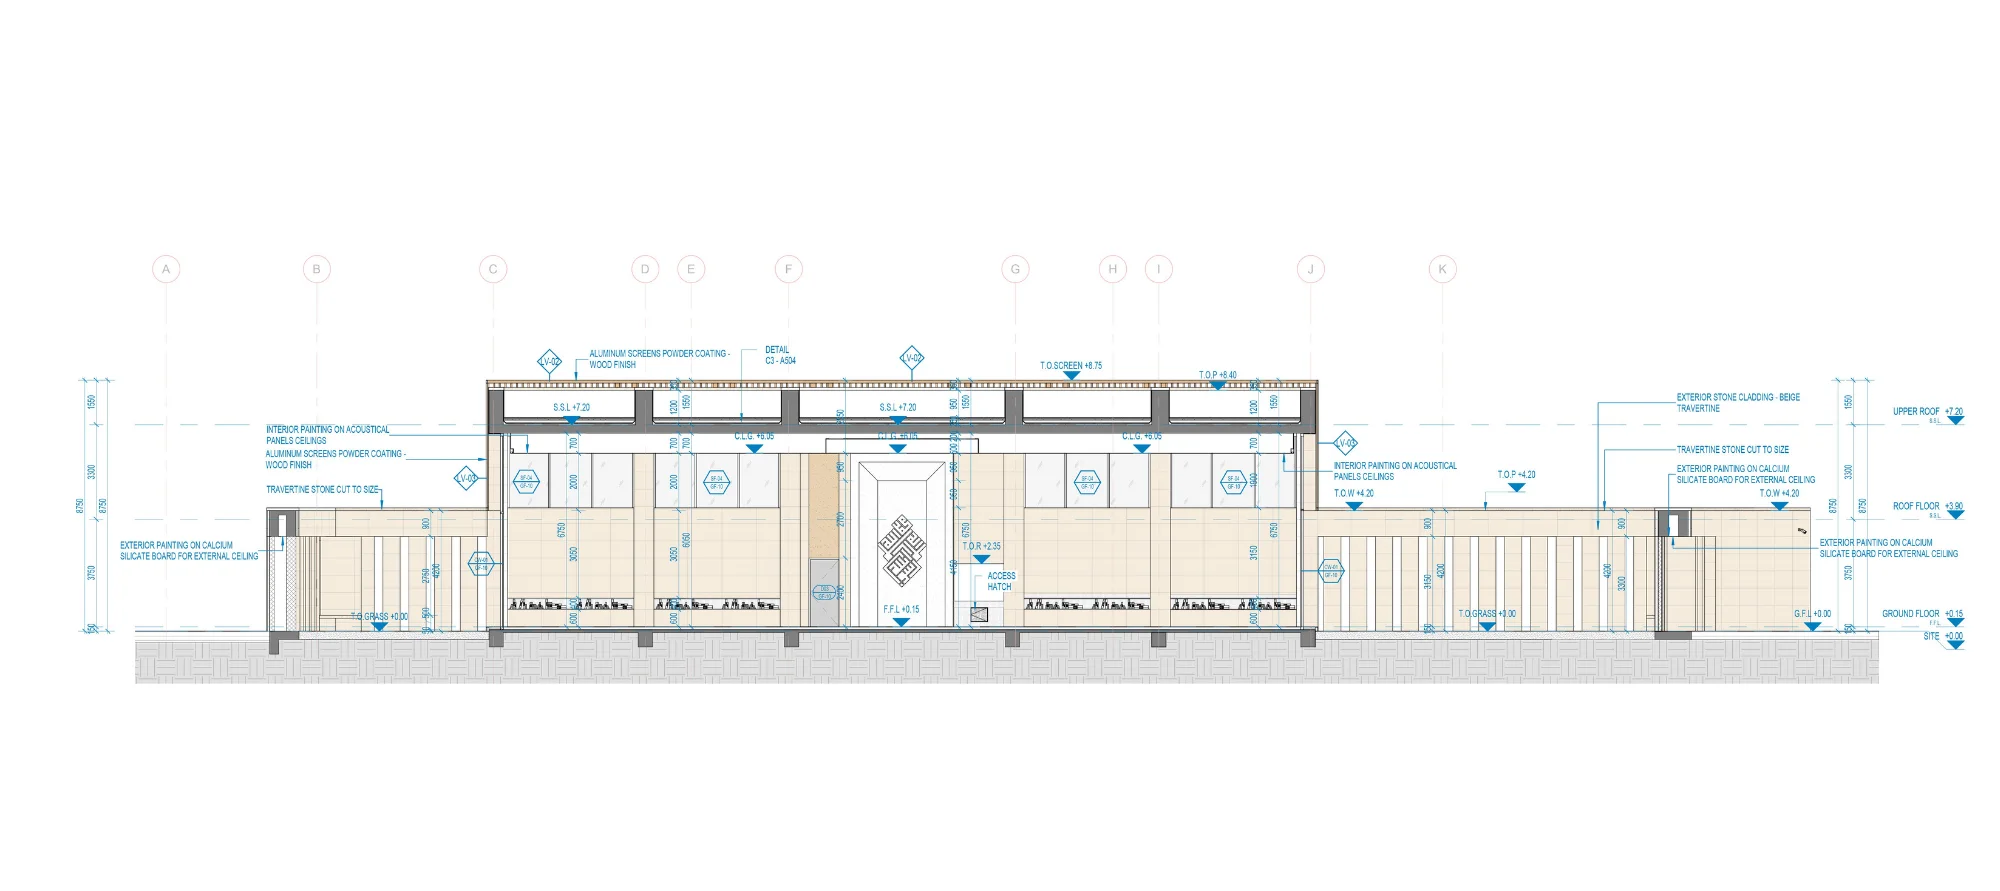 A
B
C
D
E
F
G
H
I
J
K
LV-02
ALUMINUM SCREENS POWDER COATING -
WOOD FINISH
DETAIL
C3 - A504
LV-02
T.O.SCREEN +8.75
T.O.P +8.40
S.S.L +7.20
S.S.L +7.20
1200
1550
950
1550
1200
1550
INTERIOR PAINTING ON ACOUSTICAL
PANELS CEILINGS
ALUMINUM SCREENS POWDER COATING -
WOOD FINISH
LV-03
TRAVERTINE STONE CUT TO SIZE
EXTERIOR PAINTING ON CALCIUM
SILICATE BOARD FOR EXTERNAL CEILING
C.L.G. +6.05
C.L.G. +6.05
C.L.G. +6.05
700
700
700
700
LV-03
INTERIOR PAINTING ON ACOUSTICAL
PANELS CEILINGS
EXTERIOR STONE CLADDING - BEIGE
TRAVERTINE
TRAVERTINE STONE CUT TO SIZE
EXTERIOR PAINTING ON CALCIUM
SILICATE BOARD FOR EXTERNAL CEILING
T.O.P +4.20
T.O.W +4.20
T.O.W +4.20
EXTERIOR PAINTING ON CALCIUM
SILICATE BOARD FOR EXTERNAL CEILING
UPPER ROOF +7.20
S.S.L
ROOF FLOOR +3.90
S.S.L
GROUND FLOOR +0.15
F.F.L
SITE +0.00
G.F.L +0.00
T.O.GRASS +0.00
T.O.GRASS +0.00
F.F.L +0.15
T.O.R +2.35
ACCESS
HATCH
8750
1550
3300
3750
150
8750
900
2750
4200
2000
6750
3050
600
2000
6050
3050
600
950
2700
2400
6750
4150
6750
3150
600
900
3150
4200
900
4200
3300
150
8750
1550
3300
3750
150
8750